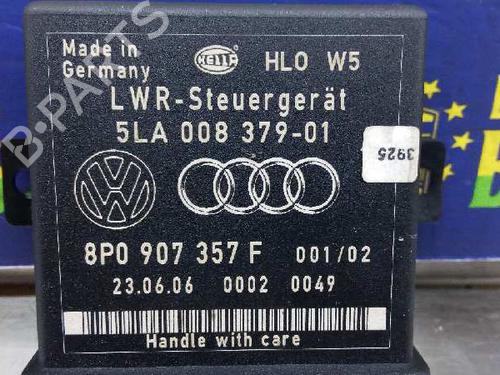 Made in
Germany
HELLA
HLO W5
LWR-Steuergerät
5LA 008 379-01
3925
8P0 907 357 F 001/02
23.06.06 0002 0049
Handle with care
B-PARTS